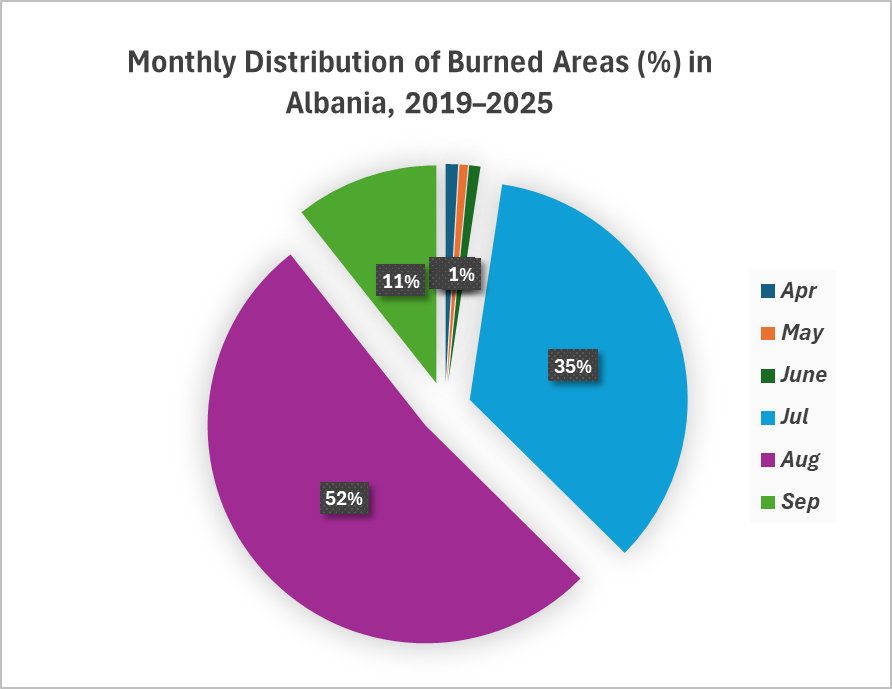 Monthly Distribution of Burned Areas (%) in
Albania, 2019–2025
11%
1%
35%
52%
Apr
May
June
Jul
Aug
Sep